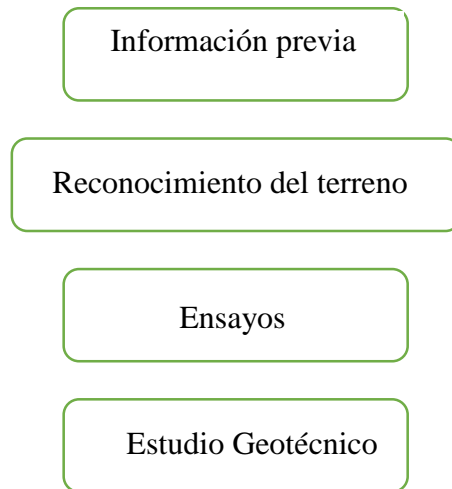 Información previa
Reconocimiento del terreno
Ensayos
Estudio Geotécnico